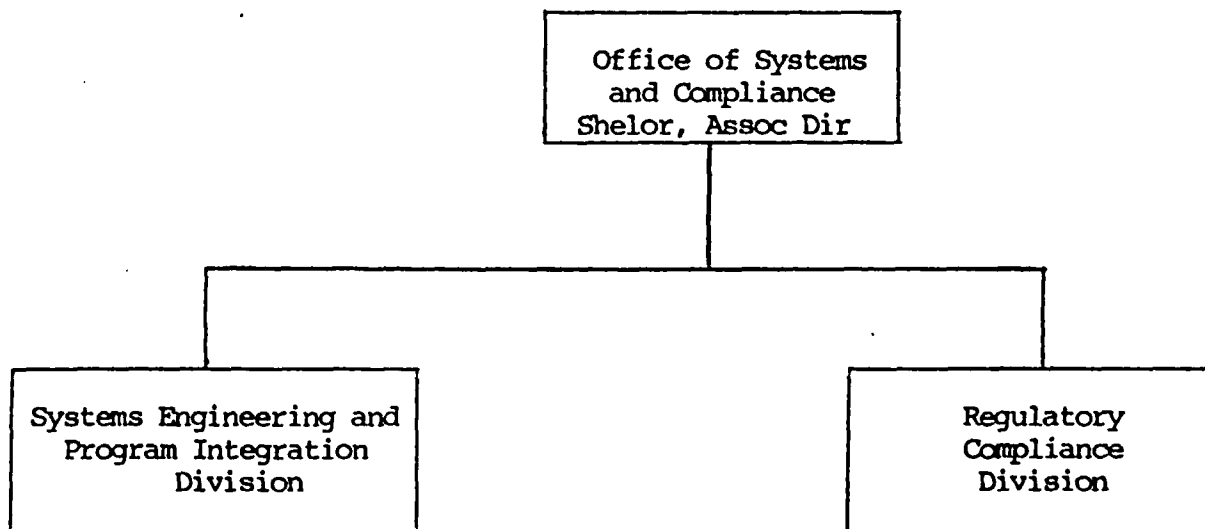 Office of Systems
and Compliance
Shelor, Assoc Dir
Systems Engineering and
Program Integration
Division
Regulatory
Compliance
Division